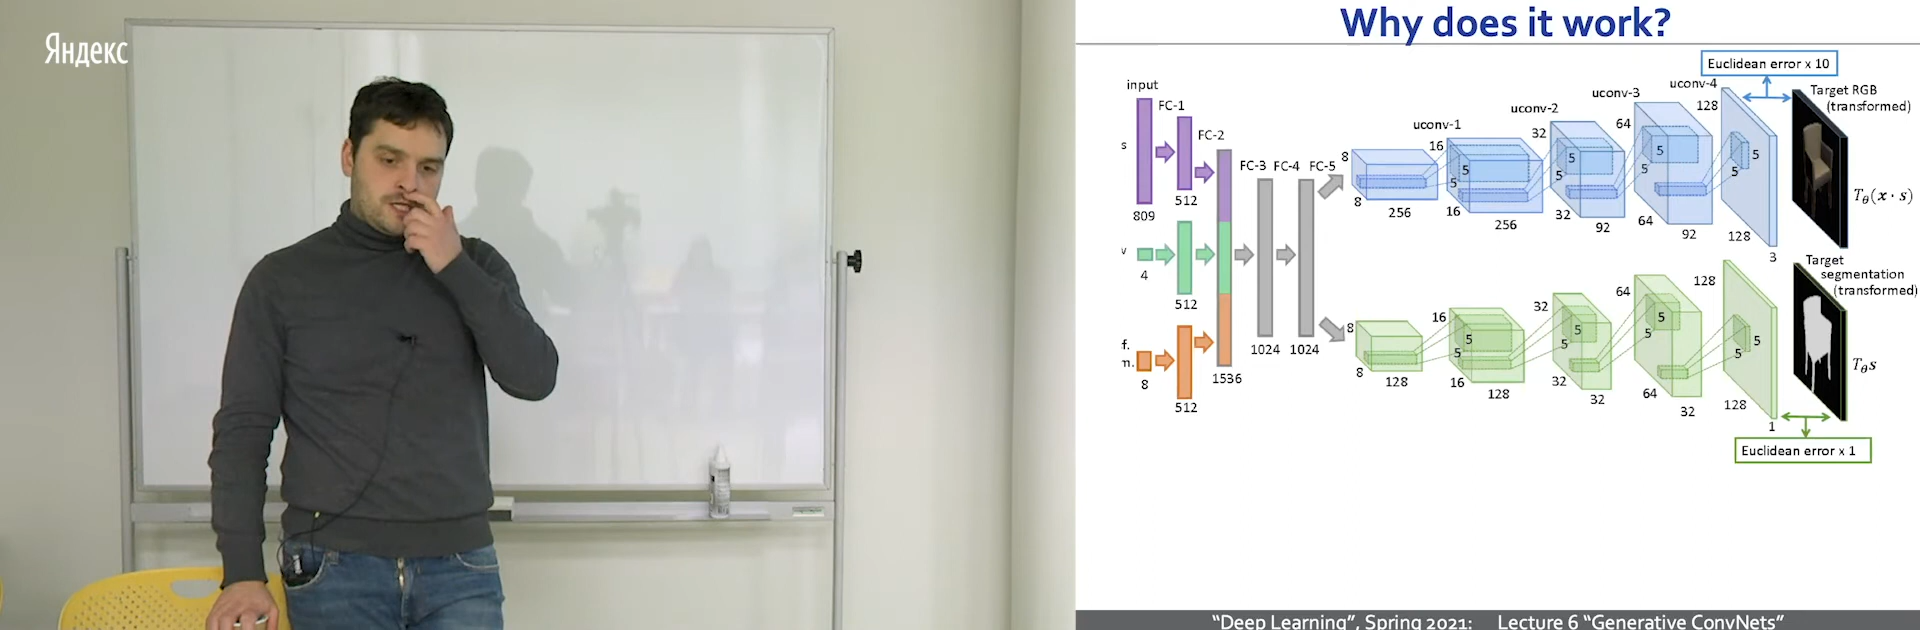 Яндекс
Why does it work?
Euclidean error x 10
input
FC-1
FC-2
FC-3
FC-4
FC-5
uconv-1
uconv-2
uconv-3
uconv-4
Target RGB
(transformed)
s
809
512
v
4
512
f.
m.
8
512
1536
1024
1024
8
8
256
16
5
5
16
256
32
5
5
32
92
64
5
5
64
92
128
5
5
128
3
Tθ(x · s)
8
8
128
16
5
5
16
128
32
5
5
32
32
64
5
5
64
32
128
5
5
128
1
Target
segmentation
(transformed)
Tθs
Euclidean error x 1
"Deep Learning", Spring 2021: Lecture 6 "Generative ConvNets"